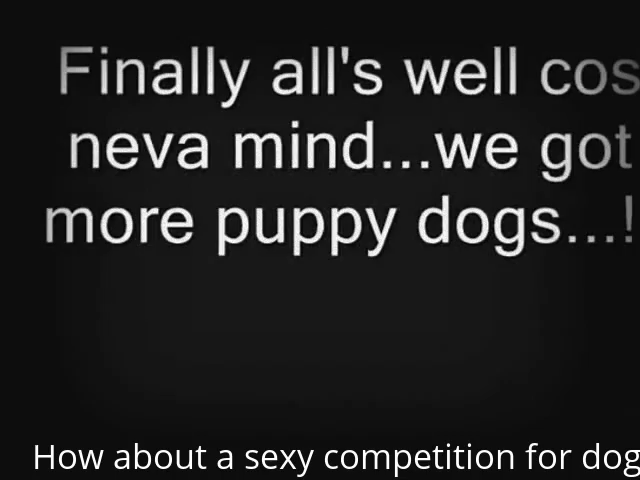 Finally all's well cos
neva mind...we got
more puppy dogs...!
How about a sexy competition for dog